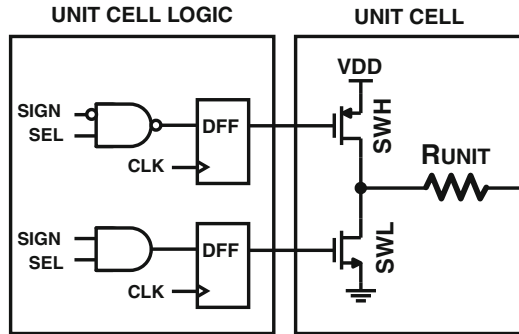 UNIT CELL LOGIC
UNIT CELL
SIGN
SEL
DFF
CLK
VDD
SWH
RUNIT
SIGN
SEL
DFF
CLK
SWL